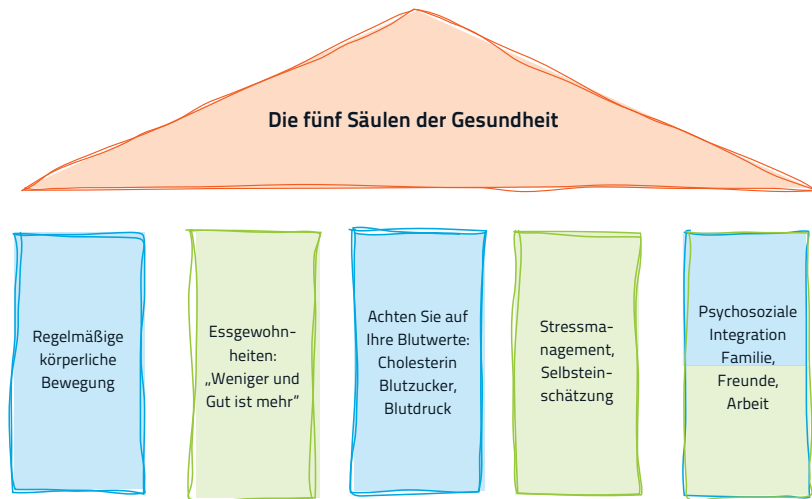 Die fünf Säulen der Gesundheit
Regelmäßige
körperliche
Bewegung
Essgewohn-
heiten:
„Weniger und
Gut ist mehr“
Achten Sie auf
Ihre Blutwerte:
Cholesterin
Blutzucker,
Blutdruck
Stressma-
nagement,
Selbstein-
schätzung
Psychosoziale
Integration
Familie,
Freunde,
Arbeit